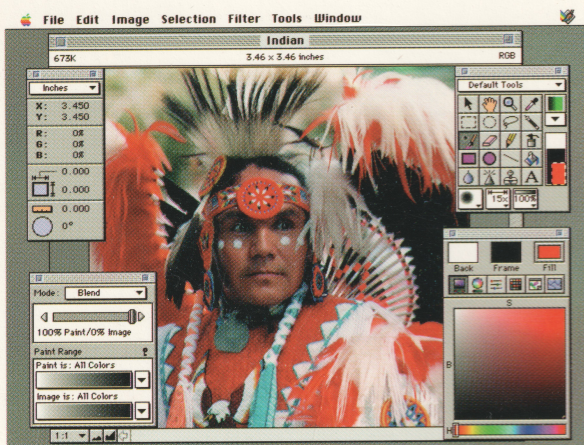 File Edit Image Selection Filter Tools Window
Indian
673K 3.46 x 3.46 inches RGB
Inches
X: 3.450
Y: 3.450
R: 0%
G: 0%
B: 0%
0.000
0.000
0.000
0°
Default Tools
A
15x 100%
Back Frame Fill
S
B
H
Mode: Blend
100% Paint/0% Image
Paint Range ?
Paint is: All Colors
Image is: All Colors
1:1